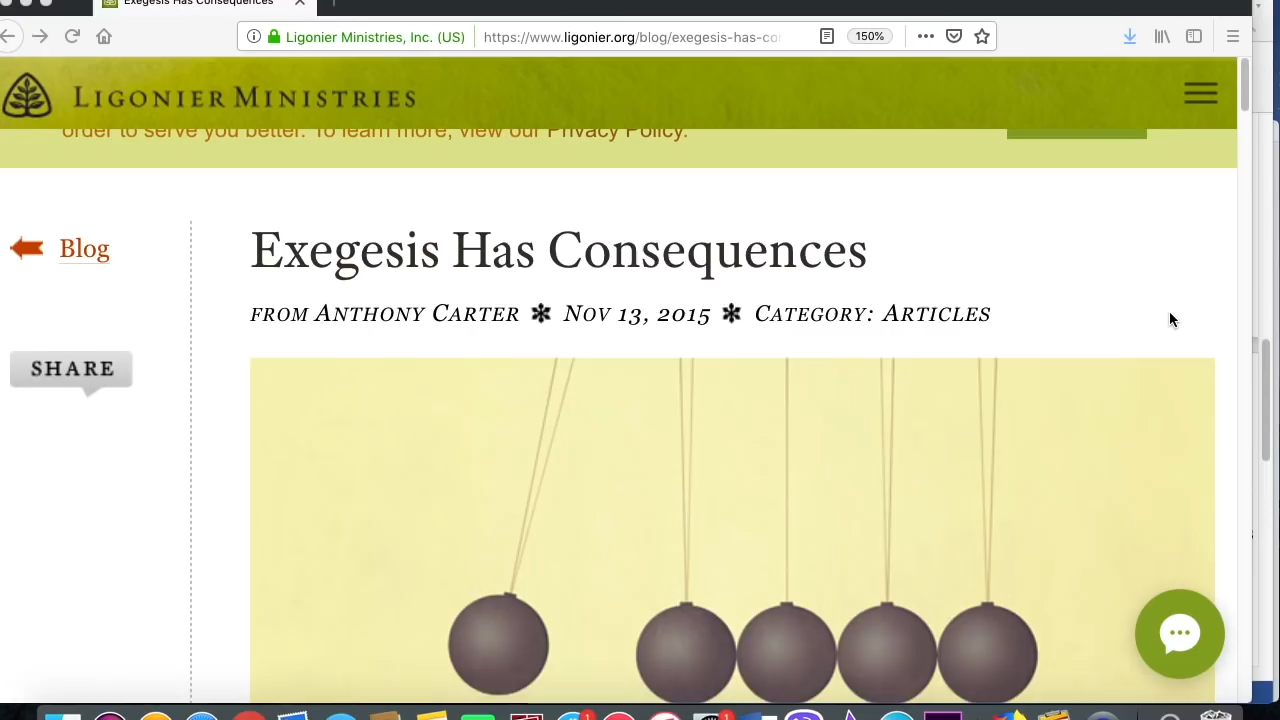 Exegesis Has Consequences
Ligonier Ministries, Inc. (US)
https://www.ligonier.org/blog/exegesis-has-co
150%
LIGONIER MINISTRIES
order to serve you better. To learn more, view our Privacy Policy.
Blog
Exegesis Has Consequences
FROM ANTHONY CARTER ✻ NOV 13, 2015 ✻ CATEGORY: ARTICLES
SHARE
1
1